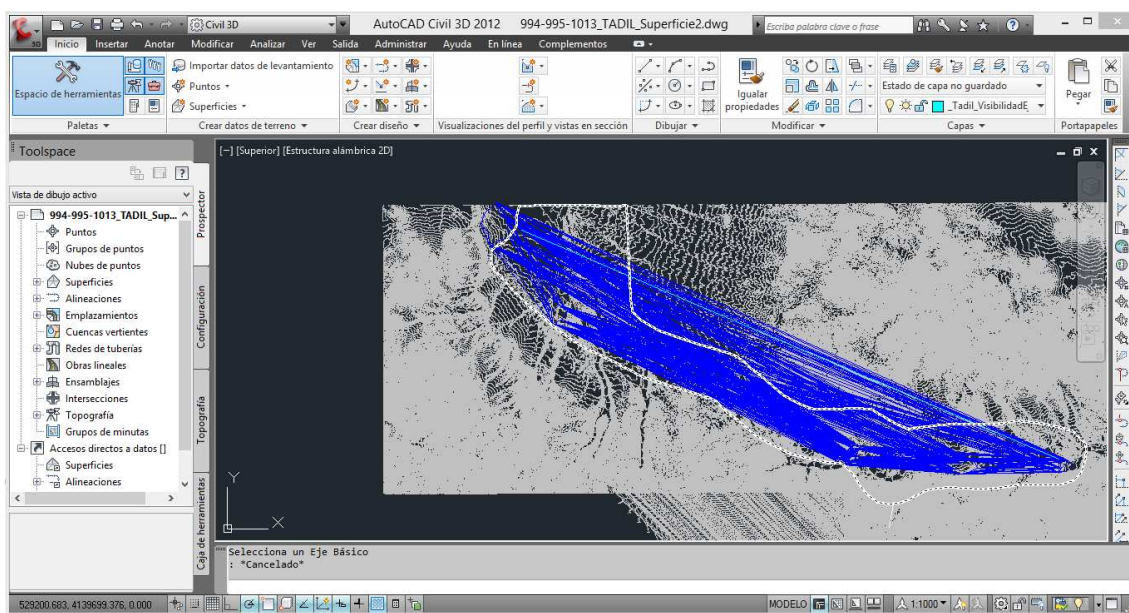 Civil 3D
AutoCAD Civil 3D 2012 994-995-1013_TADIL_Superficie2.dwg
Escriba palabra clave o frase
3D
Inicio Insertar Anotar Modificar Analizar Ver Salida Administrar Ayuda En línea Complementos
Espacio de herramientas
Importar datos de levantamiento
Puntos
Superficies
Igualar propiedades
Estado de capa no guardado
_Tadil_VisibilidadE_
Pegar
Paletas Crear datos de terreno Crear diseño Visualizaciones del perfil y vistas en sección Dibujar Modificar Capas Portapapeles
Toolspace
[−] [Superior] [Estructura alámbrica 2D]
Vista de dibujo activo
994-995-1013_TADIL_Sup...
Puntos
Grupos de puntos
Nubes de puntos
Superficies
Alineaciones
Emplazamientos
Cuencas vertientes
Redes de tuberías
Obras lineales
Ensamblajes
Intersecciones
Topografía
Grupos de minutas
Accesos directos a datos []
Superficies
Alineaciones
Prospector
Configuración
Topografía
Caja de herramientas
Y
X
Selecciona un Eje Básico
: *Cancelado*
529200.683, 4139699.376, 0.000
MODELO
1:1000